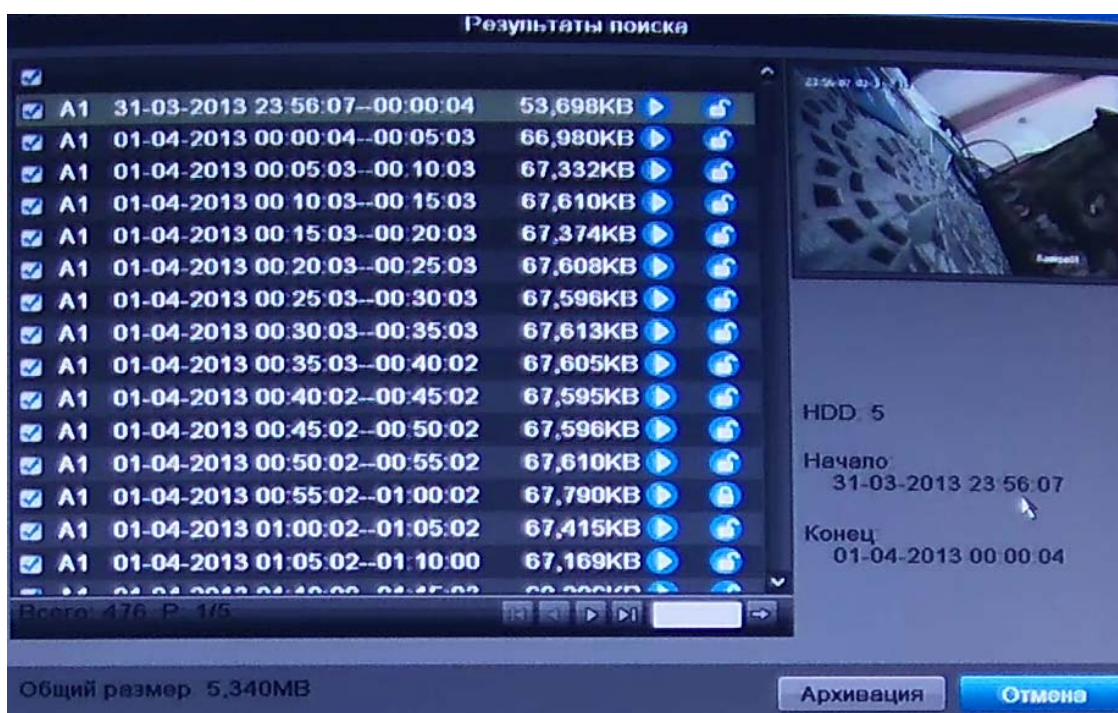 Результаты поиска
A1 31-03-2013 23:56:07--00:00:04 53,698KB
A1 01-04-2013 00:00:04--00:05:03 66,980KB
A1 01-04-2013 00:05:03--00:10:03 67,332KB
A1 01-04-2013 00:10:03--00:15:03 67,610KB
A1 01-04-2013 00:15:03--00:20:03 67,374KB
A1 01-04-2013 00:20:03--00:25:03 67,608KB
A1 01-04-2013 00:25:03--00:30:03 67,596KB
A1 01-04-2013 00:30:03--00:35:03 67,613KB
A1 01-04-2013 00:35:03--00:40:02 67,605KB
A1 01-04-2013 00:40:02--00:45:02 67,595KB
A1 01-04-2013 00:45:02--00:50:02 67,596KB
A1 01-04-2013 00:50:02--00:55:02 67,610KB
A1 01-04-2013 00:55:02--01:00:02 67,790KB
A1 01-04-2013 01:00:02--01:05:02 67,415KB
A1 01-04-2013 01:05:02--01:10:00 67,169KB
Всего: 476 P: 1/5
HDD: 5
Начало:
31-03-2013 23:56:07
Конец:
01-04-2013 00:00:04
Общий размер: 5,340MB
Архивация
Отмена